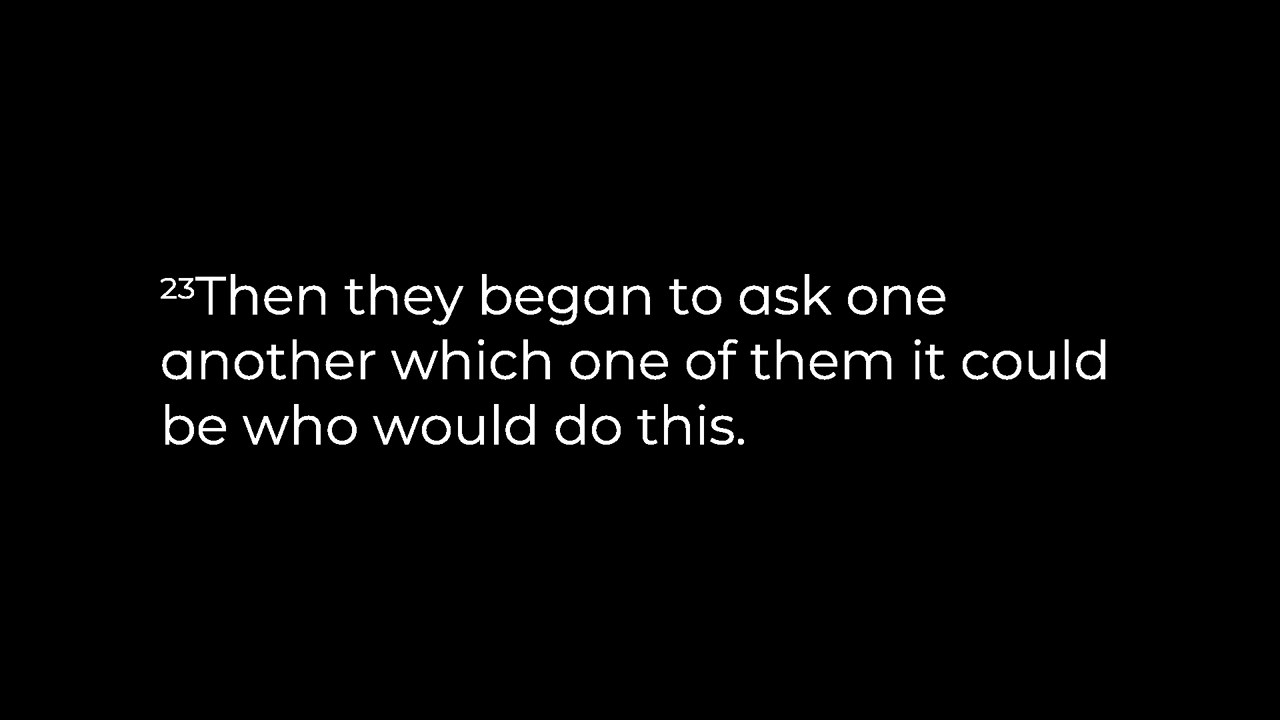 ²³Then they began to ask one
another which one of them it could
be who would do this.